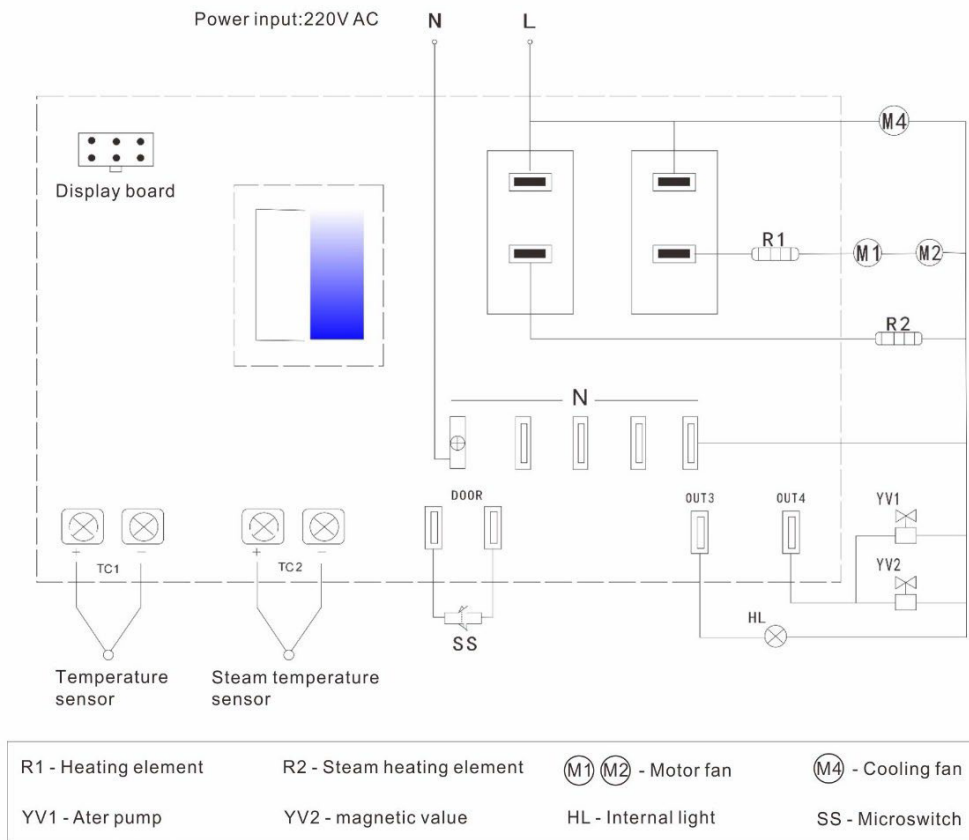 Power input:220V AC
N
L
M4
Display board
R1
M1
M2
R2
N
DOOR
OUT3
OUT4
YV1
YV2
+
−
TC1
+
−
TC2
SS
HL
Temperature
sensor
Steam temperature
sensor
R1 - Heating element
R2 - Steam heating element
M1 M2 - Motor fan
M4 - Cooling fan
YV1 - Ater pump
YV2 - magnetic value
HL - Internal light
SS - Microswitch